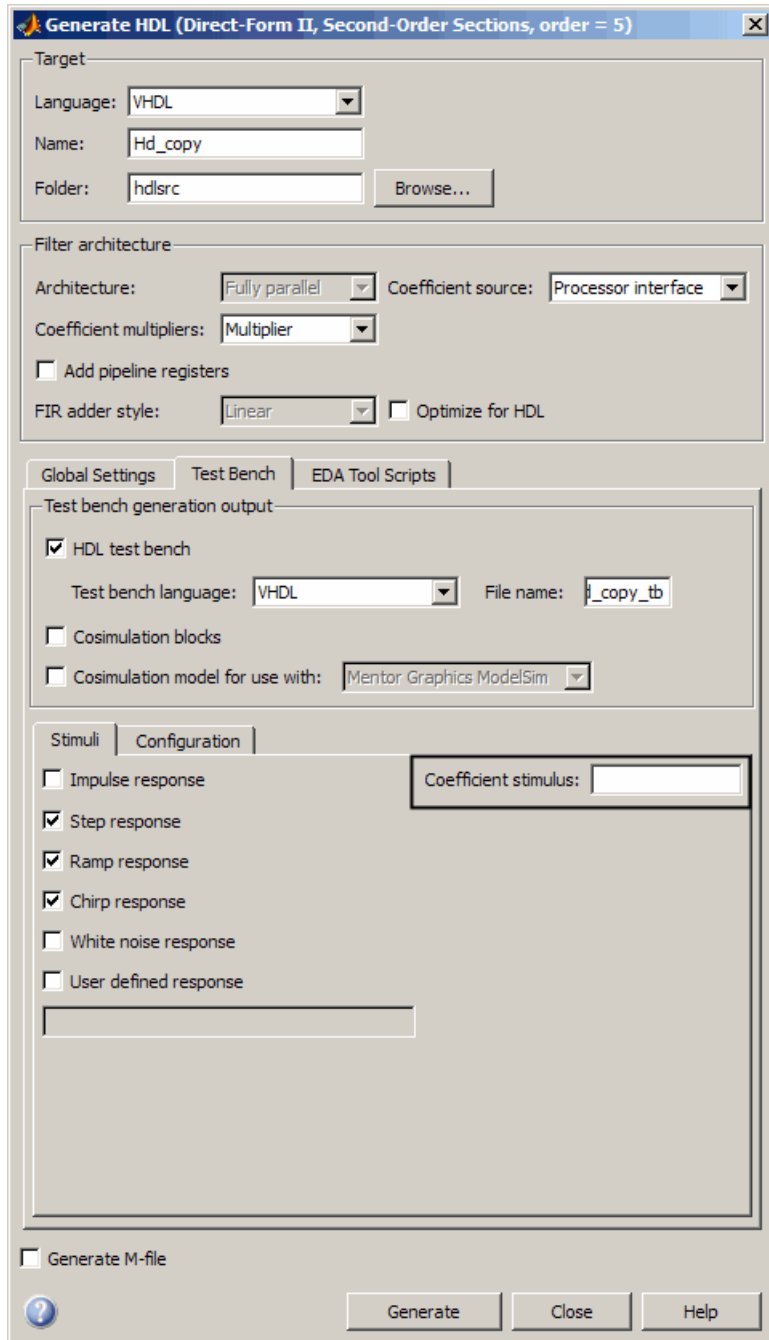 Generate HDL (Direct-Form II, Second-Order Sections, order = 5)
Target
Language: VHDL
Name: Hd_copy
Folder: hdlsrc Browse...
Filter architecture
Architecture: Fully parallel Coefficient source: Processor interface
Coefficient multipliers: Multiplier
Add pipeline registers
FIR adder style: Linear Optimize for HDL
Global Settings Test Bench EDA Tool Scripts
Test bench generation output
HDL test bench
Test bench language: VHDL File name: d_copy_tb
Cosimulation blocks
Cosimulation model for use with: Mentor Graphics ModelSim
Stimuli Configuration
Impulse response Coefficient stimulus:
Step response
Ramp response
Chirp response
White noise response
User defined response
Generate M-file
? Generate Close Help